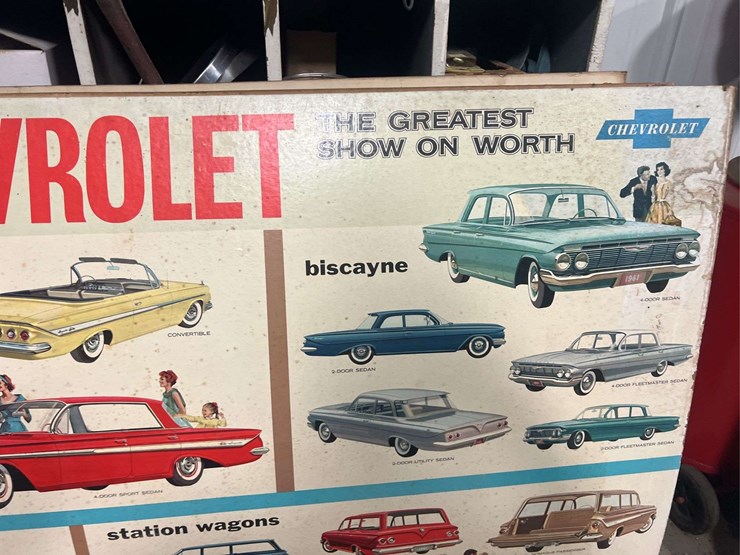 VROLET
THE GREATEST
SHOW ON WORTH
CHEVROLET
biscayne
1961
4-DOOR SEDAN
CONVERTIBLE
2-DOOR SEDAN
4-DOOR FLEETMASTER SEDAN
2-DOOR UTILITY SEDAN
2-DOOR FLEETMASTER SEDAN
4-DOOR SPORT SEDAN
station wagons